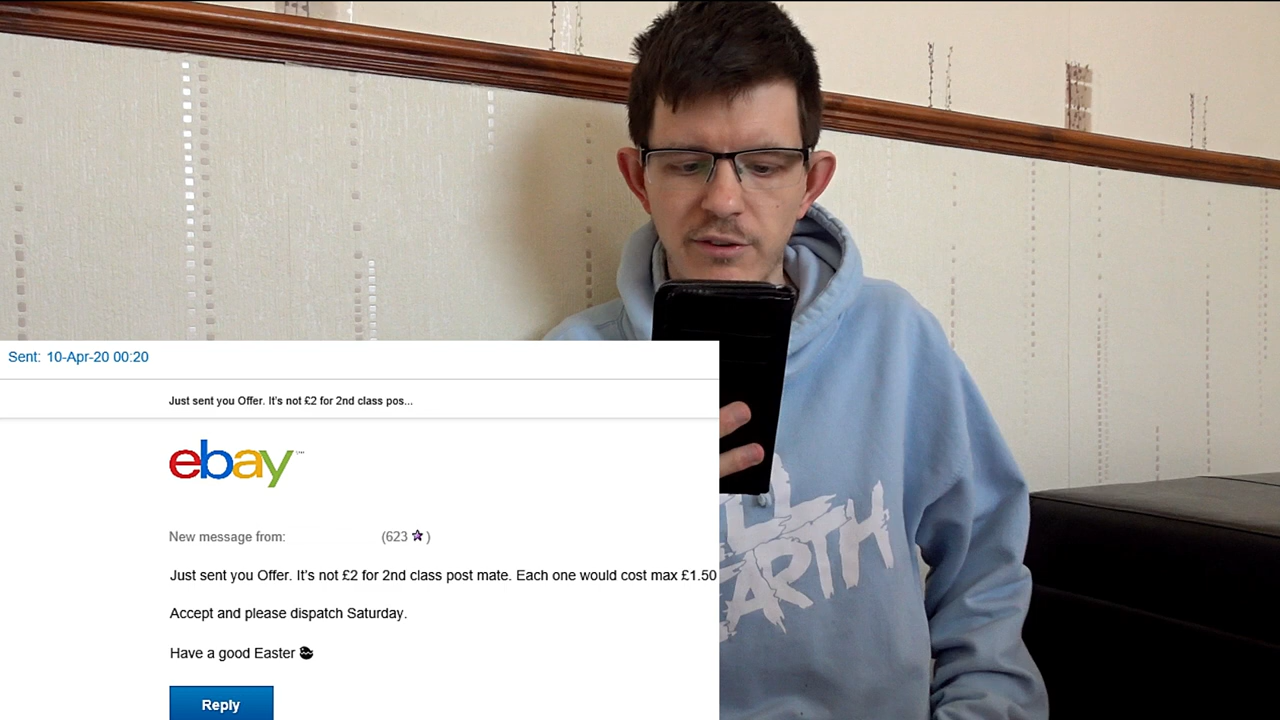 Sent: 10-Apr-20 00:20
Just sent you Offer. It's not £2 for 2nd class pos...
ebay
New message from: (623 ☆)
Just sent you Offer. It's not £2 for 2nd class post mate. Each one would cost max £1.50
Accept and please dispatch Saturday.
Have a good Easter
Reply